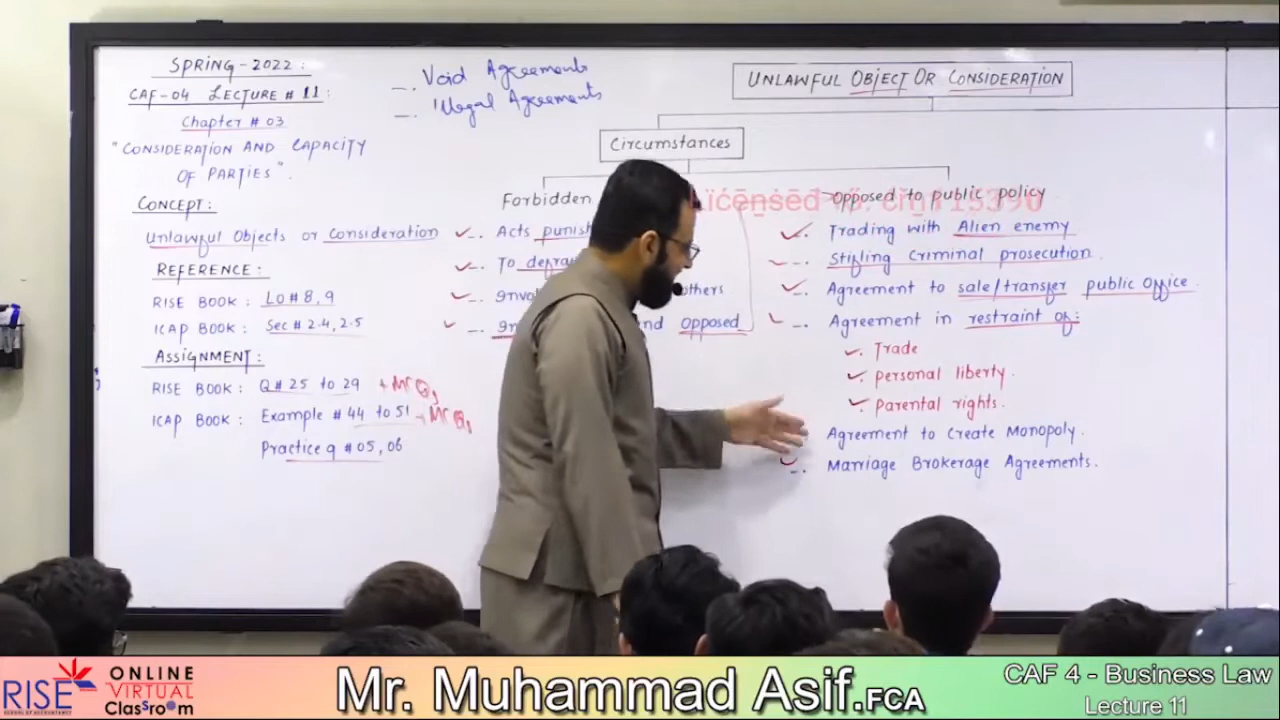 SPRING-2022:
CAF-04 LECTURE # 11:
Chapter # 03
"CONSIDERATION AND CAPACITY
OF PARTIES".
CONCEPT:
Unlawful Objects or consideration
REFERENCE:
RISE BOOK: LO# 8, 9
ICAP BOOK: Sec # 2.4, 2.5
ASSIGNMENT:
RISE BOOK: Q# 25 to 29 + MCQs
ICAP BOOK: Example # 44 to 51 + MCQs
Practice q # 05, 06
Void Agreements
Illegal Agreements
UNLAWFUL OBJECT OR CONSIDERATION
Circumstances
Forbidden
Acts
To
others
and opposed
Opposed to public policy
Trading with Alien enemy
Stifling criminal prosecution.
Agreement to sale/transfer public office.
Agreement in restraint of:
Trade
personal liberty.
parental rights.
Agreement to Create Monopoly.
Marriage Brokerage Agreements.
RISE
ONLINE
VIRTUAL
Classroom
Mr. Muhammad Asif.FCA
CAF 4 - Business Law
Lecture 11